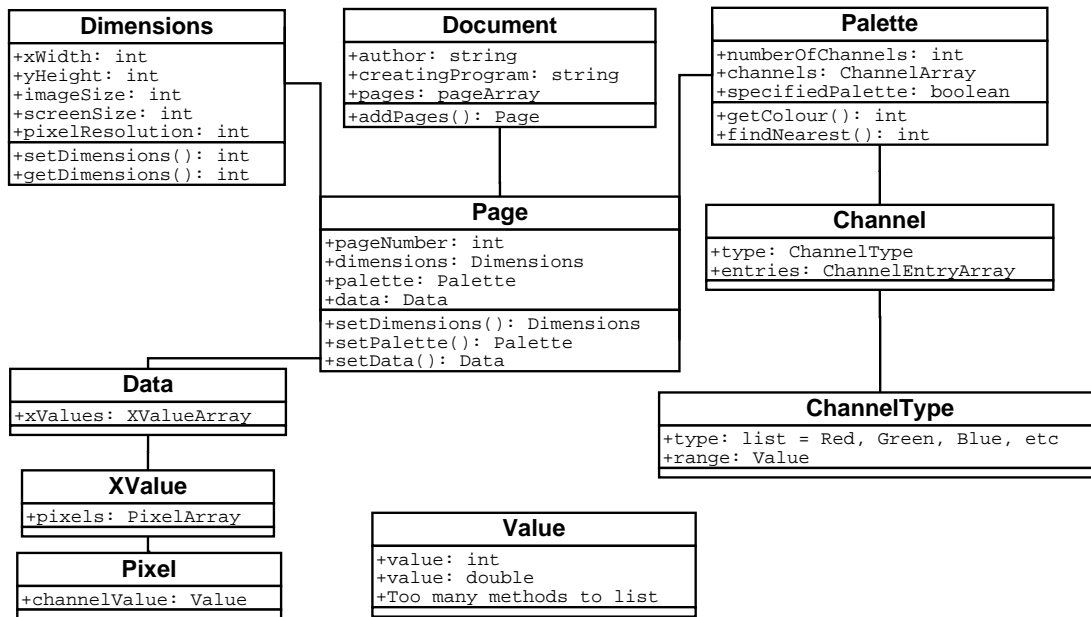 Dimensions
+xWidth: int
+yHeight: int
+imageSize: int
+screenSize: int
+pixelResolution: int
+setDimensions(): int
+getDimensions(): int
Document
+author: string
+creatingProgram: string
+pages: pageArray
+addPages(): Page
Palette
+numberOfChannels: int
+channels: ChannelArray
+specifiedPalette: boolean
+getColour(): int
+findNearest(): int
Page
+pageNumber: int
+dimensions: Dimensions
+palette: Palette
+data: Data
+setDimensions(): Dimensions
+setPalette(): Palette
+setData(): Data
Channel
+type: ChannelType
+entries: ChannelEntryArray
Data
+xValues: XValueArray
ChannelType
+type: list = Red, Green, Blue, etc
+range: Value
XValue
+pixels: PixelArray
Value
+value: int
+value: double
+Too many methods to list
Pixel
+channelValue: Value